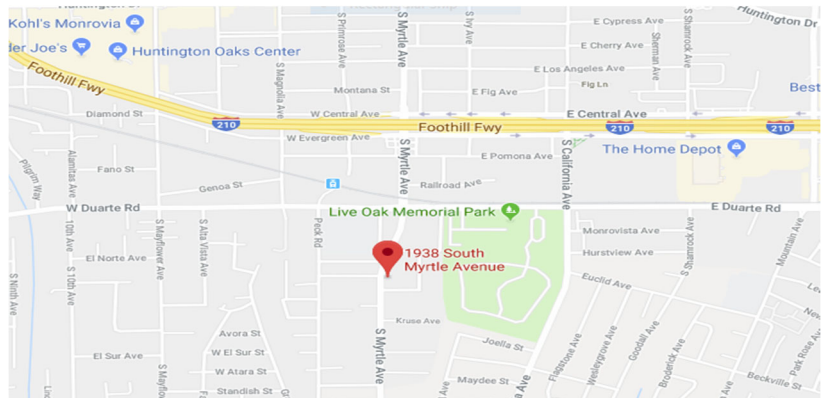 Kohl's Monrovia
der Joe's
Huntington Oaks Center
Foothill Fwy
S Primrose Ave
S Myrtle Ave
S Ivy Ave
E Cypress Ave
Huntington Dr
E Cherry Ave
Sherman Ave
S Shamrock Ave
E Los Angeles Ave
Fig Ln
Best
S Magnolia Ave
Montana St
E Fig Ave
Diamond St
W Central Ave
E Central Ave
210
Foothill Fwy
210
210
W Evergreen Ave
S Myrtle Ave
E Pomona Ave
S California Ave
The Home Depot
Pilgrim Way
Alamitas Ave
Fano St
Genoa St
Railroad Ave
W Duarte Rd
Live Oak Memorial Park
E Duarte Rd
10th Ave
S Mayflower Ave
S Alta Vista Ave
Peck Rd
Monrovista Ave
S Shamrock Ave
Mountain Ave
1938 South
Myrtle Avenue
El Norte Ave
Hurstview Ave
S Ninth Ave
S 10th Ave
Euclid Ave
Kruse Ave
Avora St
S Myrtle Ave
Joella St
El Sur Ave
W El Sur St
Flagstone Ave
Wesleygrove Ave
Goodall Ave
Broderick Ave
Park Rose Av
W Atara St
S Mayflo
Maydee St
Ave
Beckville St
Standish St